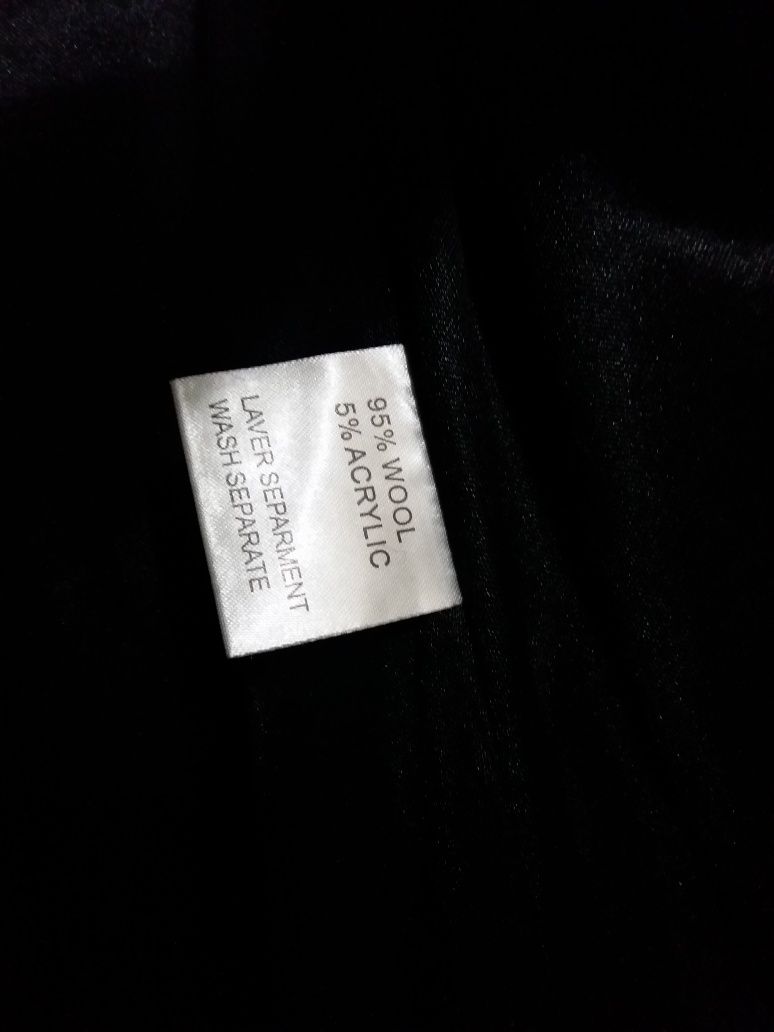 95% WOOL
5% ACRYLIC
LAVER SEPARMENT
WASH SEPARATE